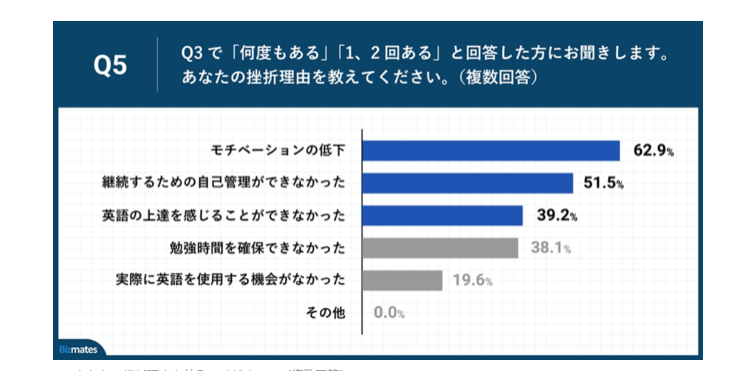 Q5
Q3で「何度もある」「1、2回ある」と回答した方にお聞きします。
あなたの挫折理由を教えてください。（複数回答）
モチベーションの低下 62.9%
継続するための自己管理ができなかった 51.5%
英語の上達を感じることができなかった 39.2%
勉強時間を確保できなかった 38.1%
実際に英語を使用する機会がなかった 19.6%
その他 0.0%
Bizmates